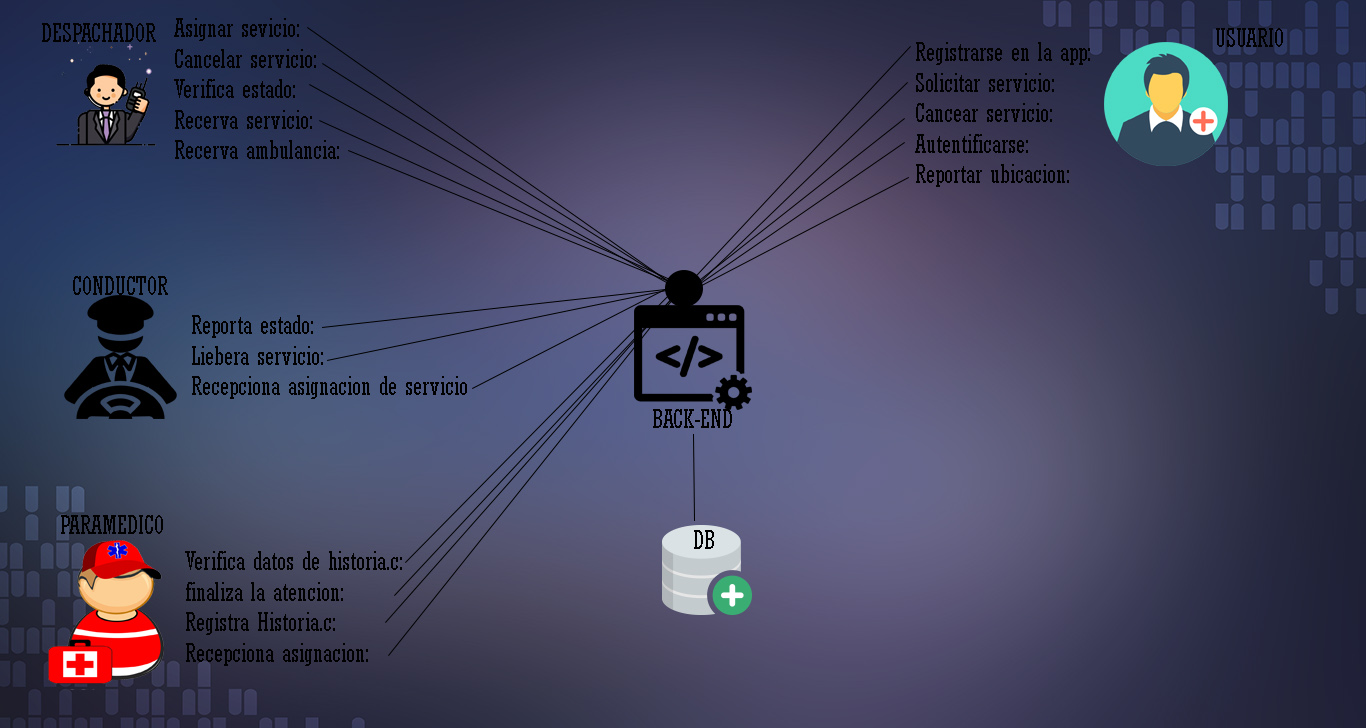 DESPACHADOR
Asignar sevicio:
Cancelar servicio:
Verifica estado:
Recerva servicio:
Recerva ambulancia:
USUARIO
Registrarse en la app:
Solicitar servicio:
Cancear servicio:
Autentificarse:
Reportar ubicacion:
CONDUCTOR
Reporta estado:
Liebera servicio:
Recepciona asignacion de servicio
</>
BACK-END
DB
PARAMEDICO
Verifica datos de historia.c:
finaliza la atencion:
Registra Historia.c:
Recepciona asignacion: